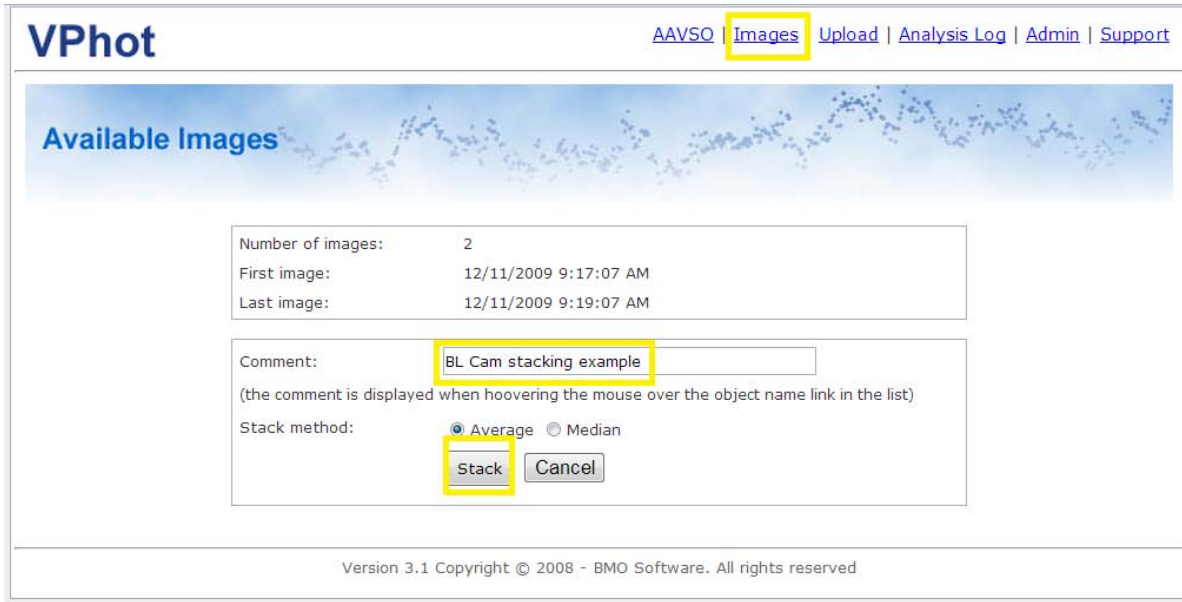 VPhot
AAVSO | Images | Upload | Analysis Log | Admin | Support
Available Images
Number of images: 2
First image: 12/11/2009 9:17:07 AM
Last image: 12/11/2009 9:19:07 AM
Comment: BL Cam stacking example
(the comment is displayed when hoovering the mouse over the object name link in the list)
Stack method: Average Median
Stack Cancel
Version 3.1 Copyright © 2008 - BMO Software. All rights reserved